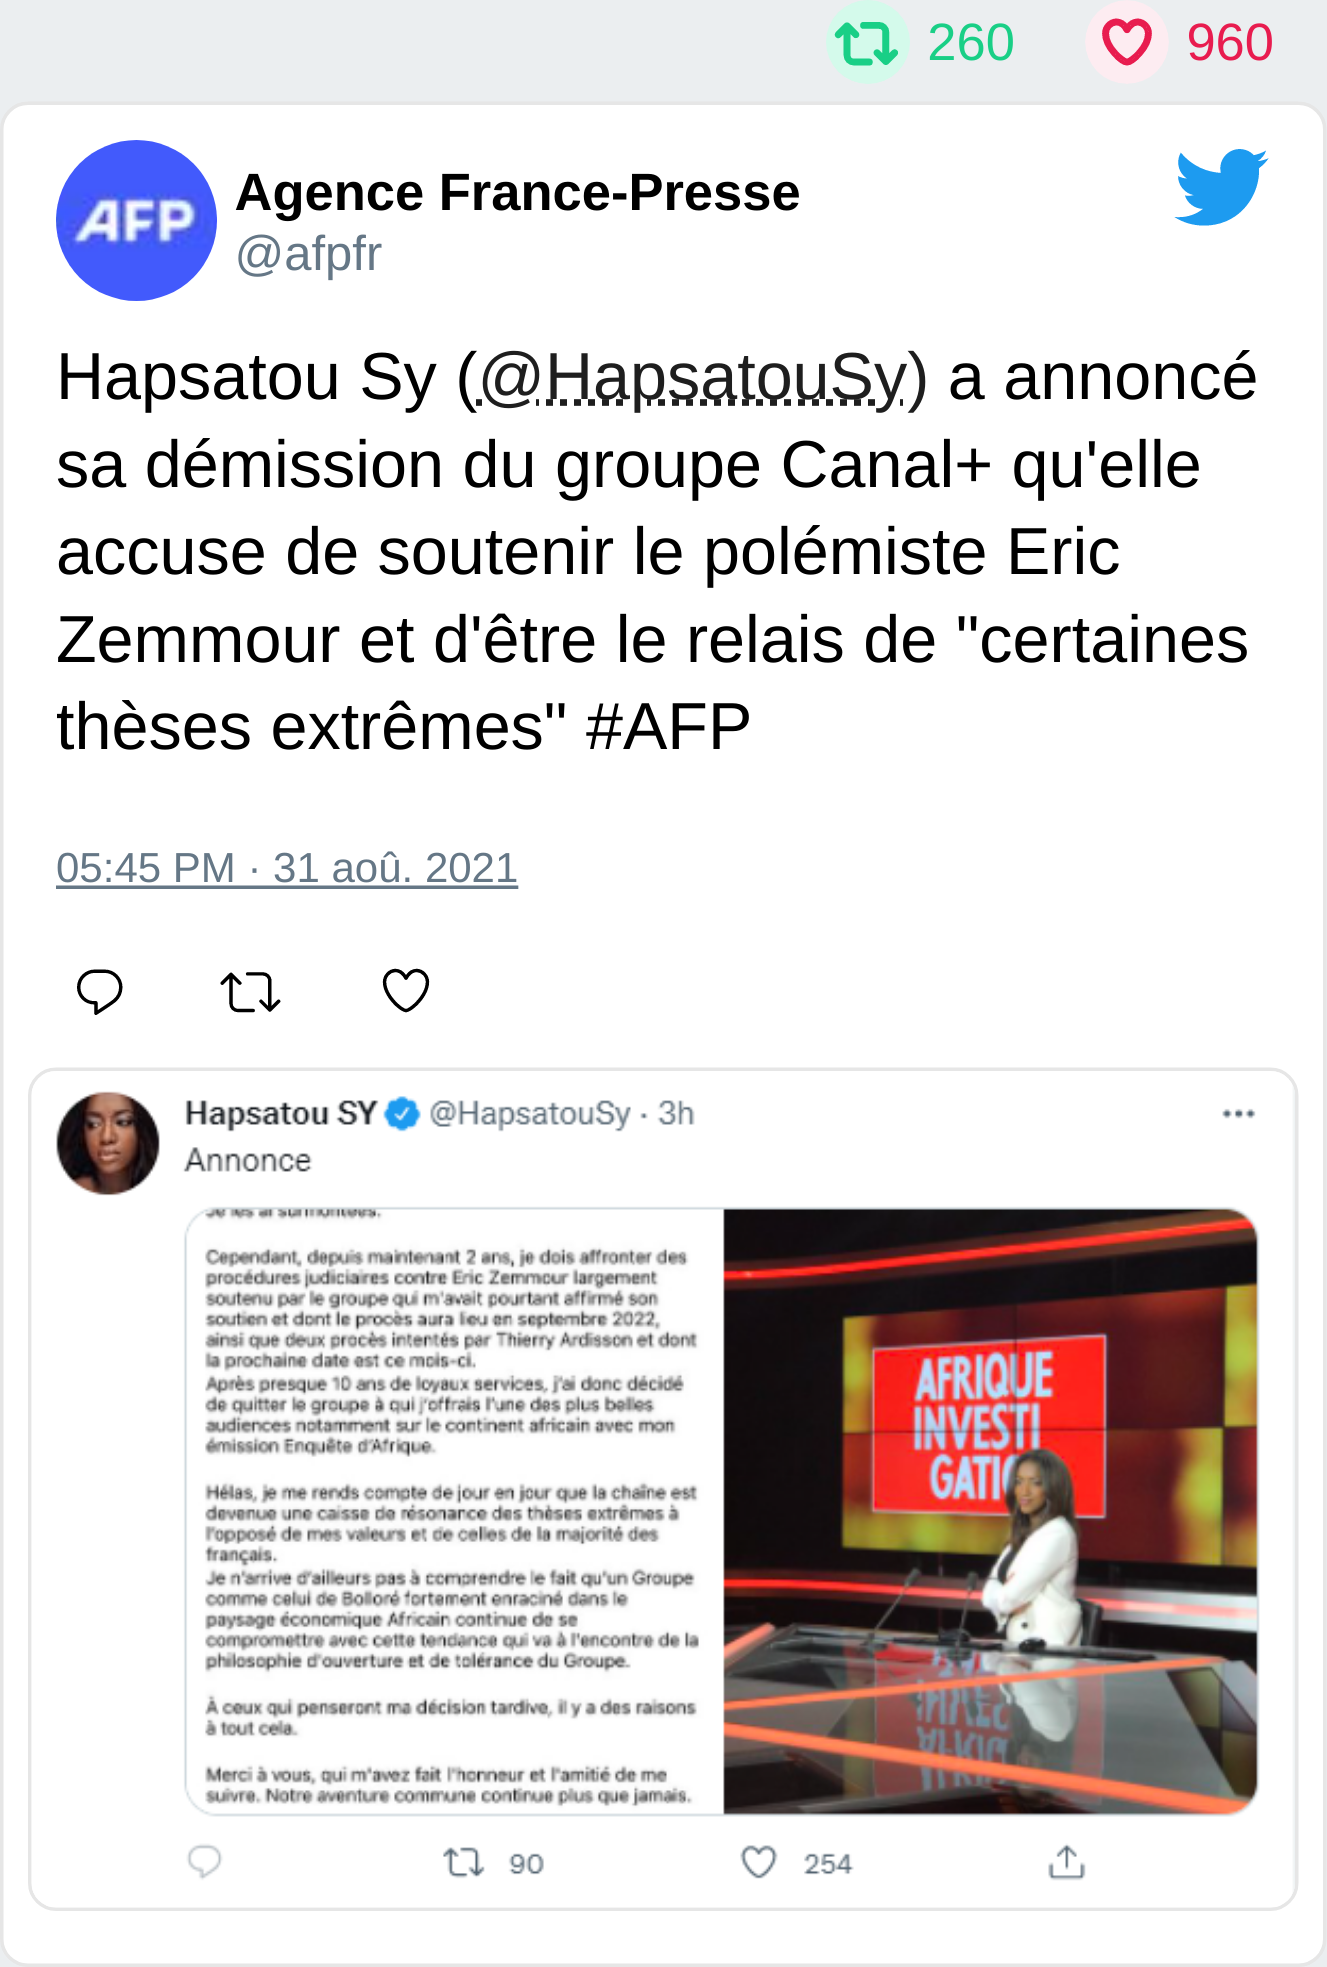 260 960
AFP
Agence France-Presse
@afpfr
Hapsatou Sy (@HapsatouSy) a annoncé
sa démission du groupe Canal+ qu'elle
accuse de soutenir le polémiste Eric
Zemmour et d'être le relais de "certaines
thèses extrêmes" #AFP
05:45 PM · 31 aoû. 2021
Hapsatou SY @HapsatouSy · 3h
Annonce
Je les ai surmontées.
Cependant, depuis maintenant 2 ans, je dois affronter des
procédures judiciaires contre Eric Zemmour largement
soutenu par le groupe qui m'avait pourtant affirmé son
soutien et dont le procès aura lieu en septembre 2022,
ainsi que deux procès intentés par Thierry Ardisson et dont
la prochaine date est ce mois-ci.
Après presque 10 ans de loyaux services, j'ai donc décidé
de quitter le groupe à qui j'offrais l'une des plus belles
audiences notamment sur le continent africain avec mon
émission Enquête d'Afrique.
Hélas, je me rends compte de jour en jour que la chaîne est
devenue une caisse de résonance des thèses extrêmes à
l'opposé de mes valeurs et de celles de la majorité des
français.
Je n'arrive d'ailleurs pas à comprendre le fait qu'un Groupe
comme celui de Bolloré fortement enraciné dans le
paysage économique Africain continue de se
compromettre avec cette tendance qui va à l'encontre de la
philosophie d'ouverture et de tolérance du Groupe.
À ceux qui penseront ma décision tardive, il y a des raisons
à tout cela.
Merci à vous, qui m'avez fait l'honneur et l'amitié de me
suivre. Notre aventure commune continue plus que jamais.
AFRIQUE
INVESTI
GATI
90 254